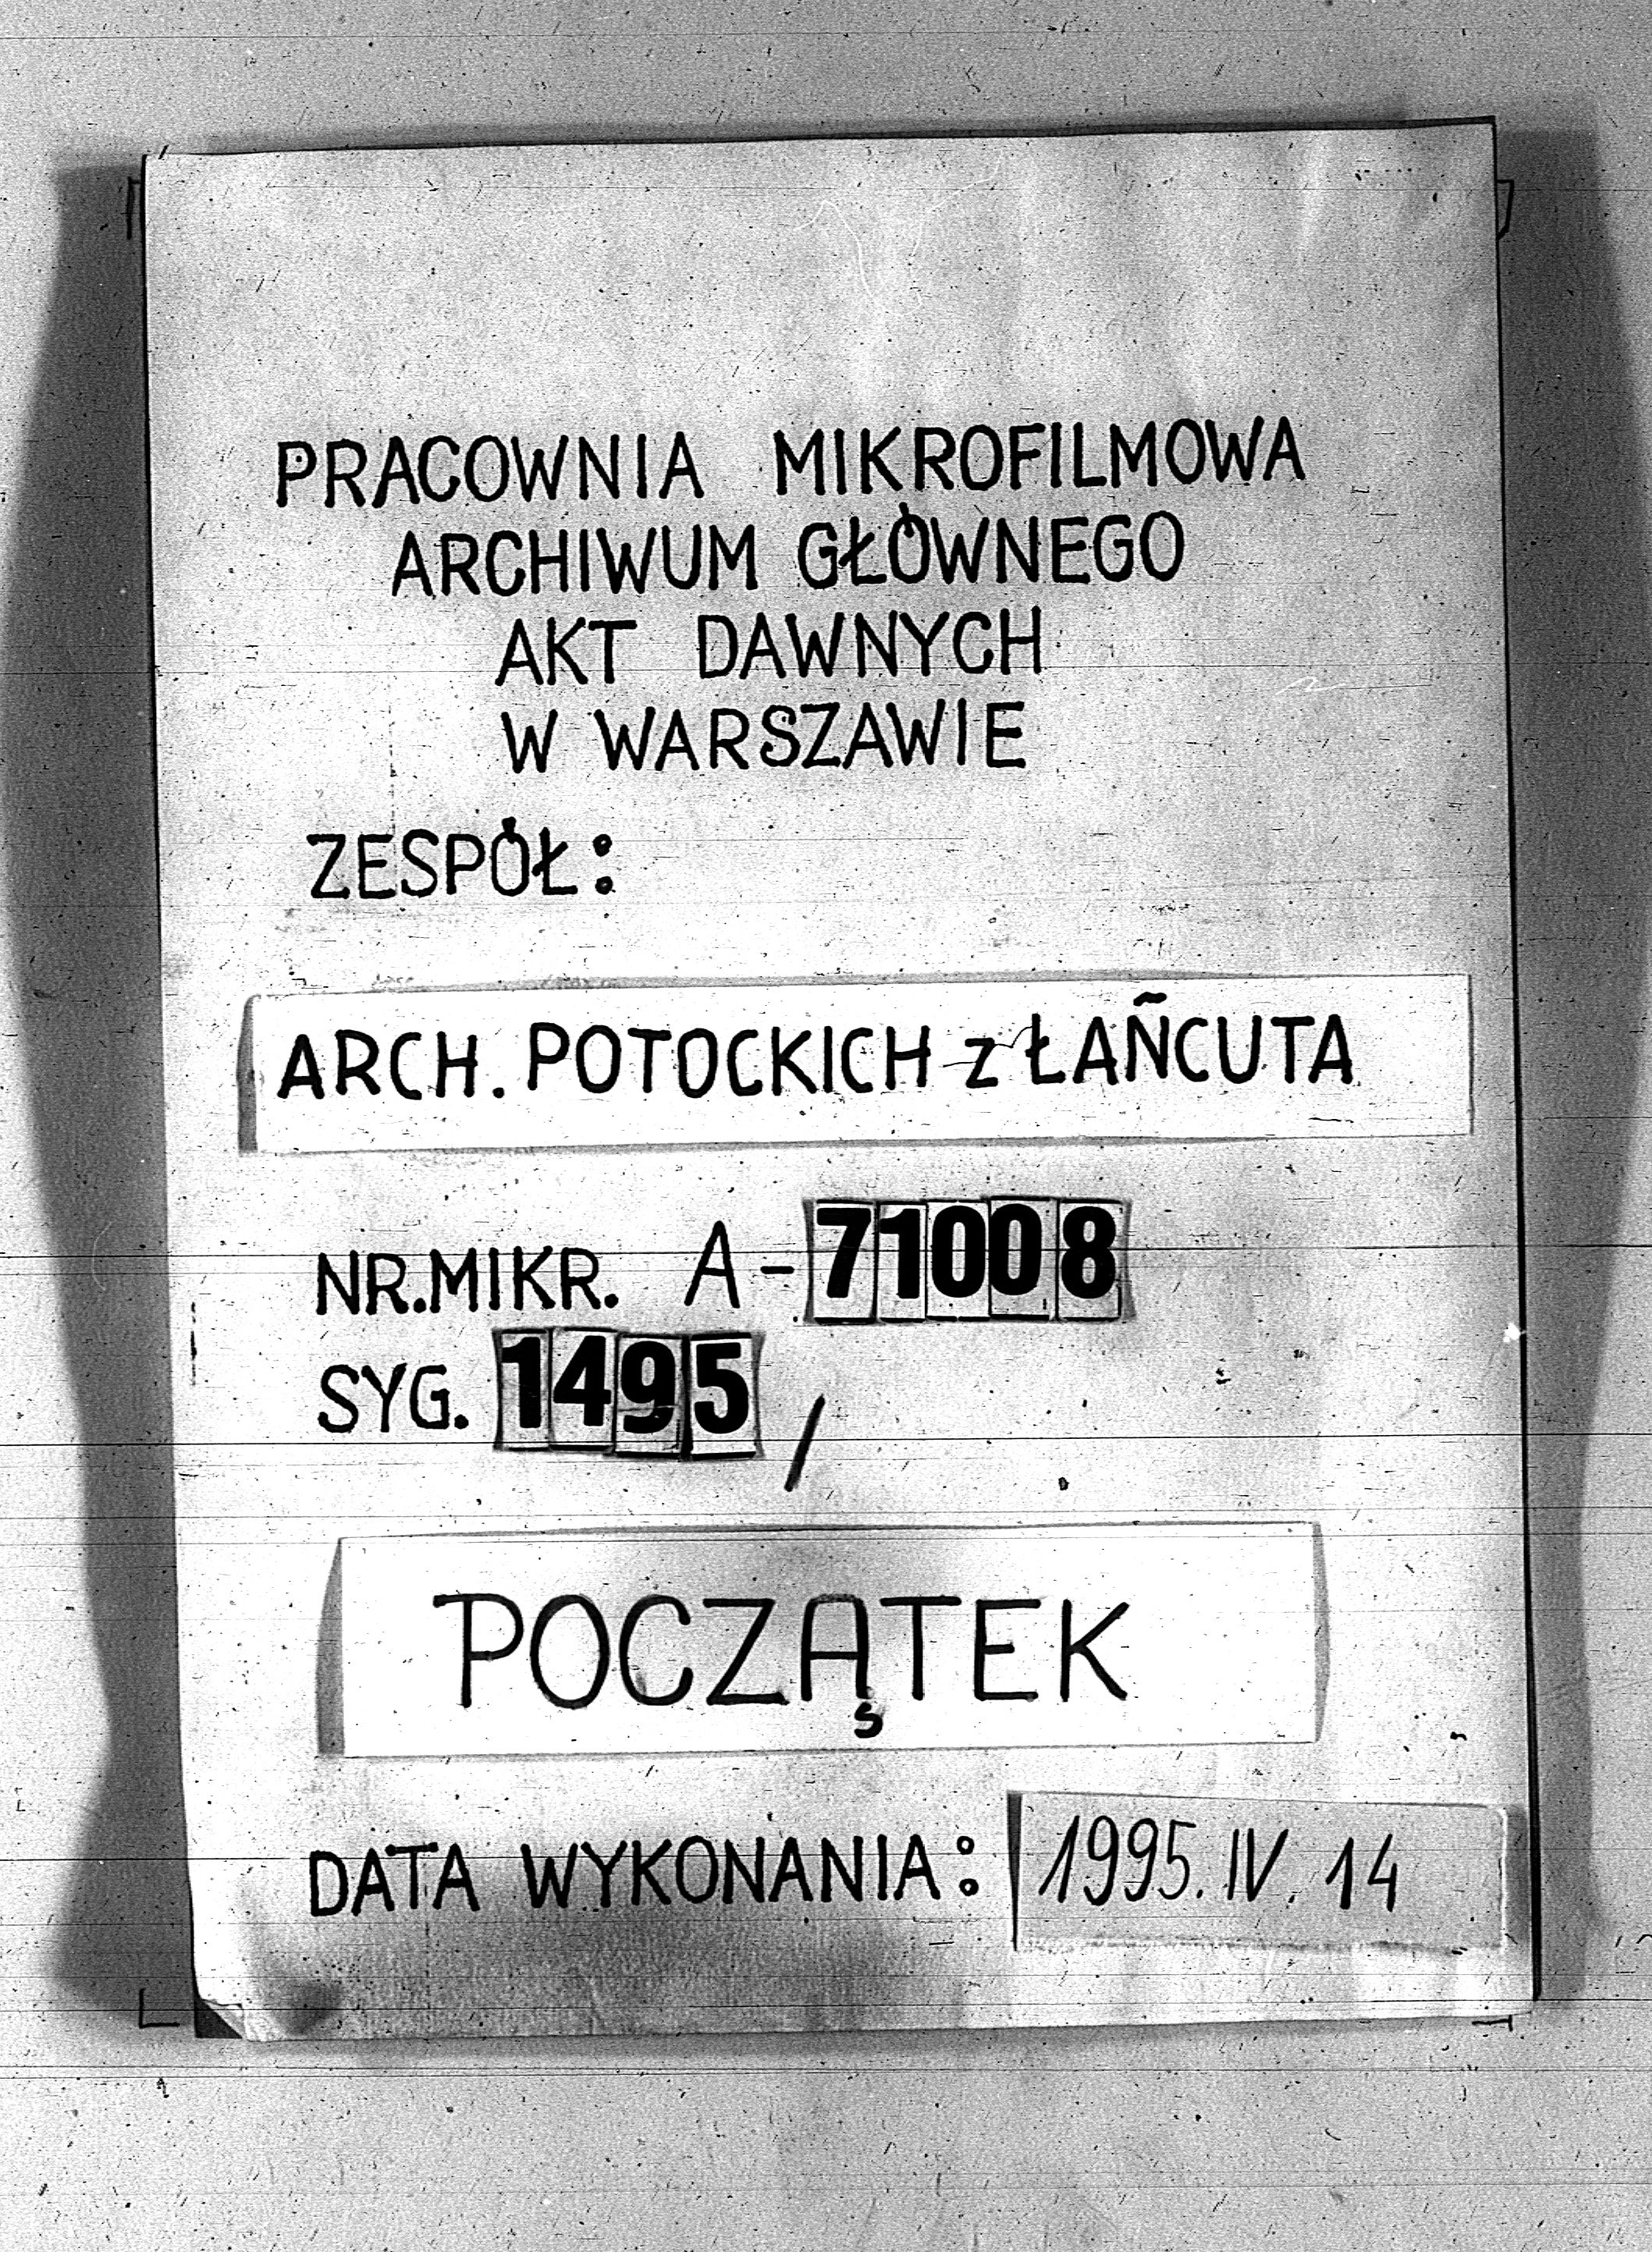 PRACOWNIA MIKROFILMOWA
ARCHIWUM GŁÓWNEGO
AKT DAWNYCH
W WARSZAWIE
ZESPÓŁ:
ARCH. POTOCKICH z ŁAÑCUTA
NR.MIKR. A-71008
SYG. 1495 /
POCZĄTEK
DATA WYKONANIA: 1995.IV.14